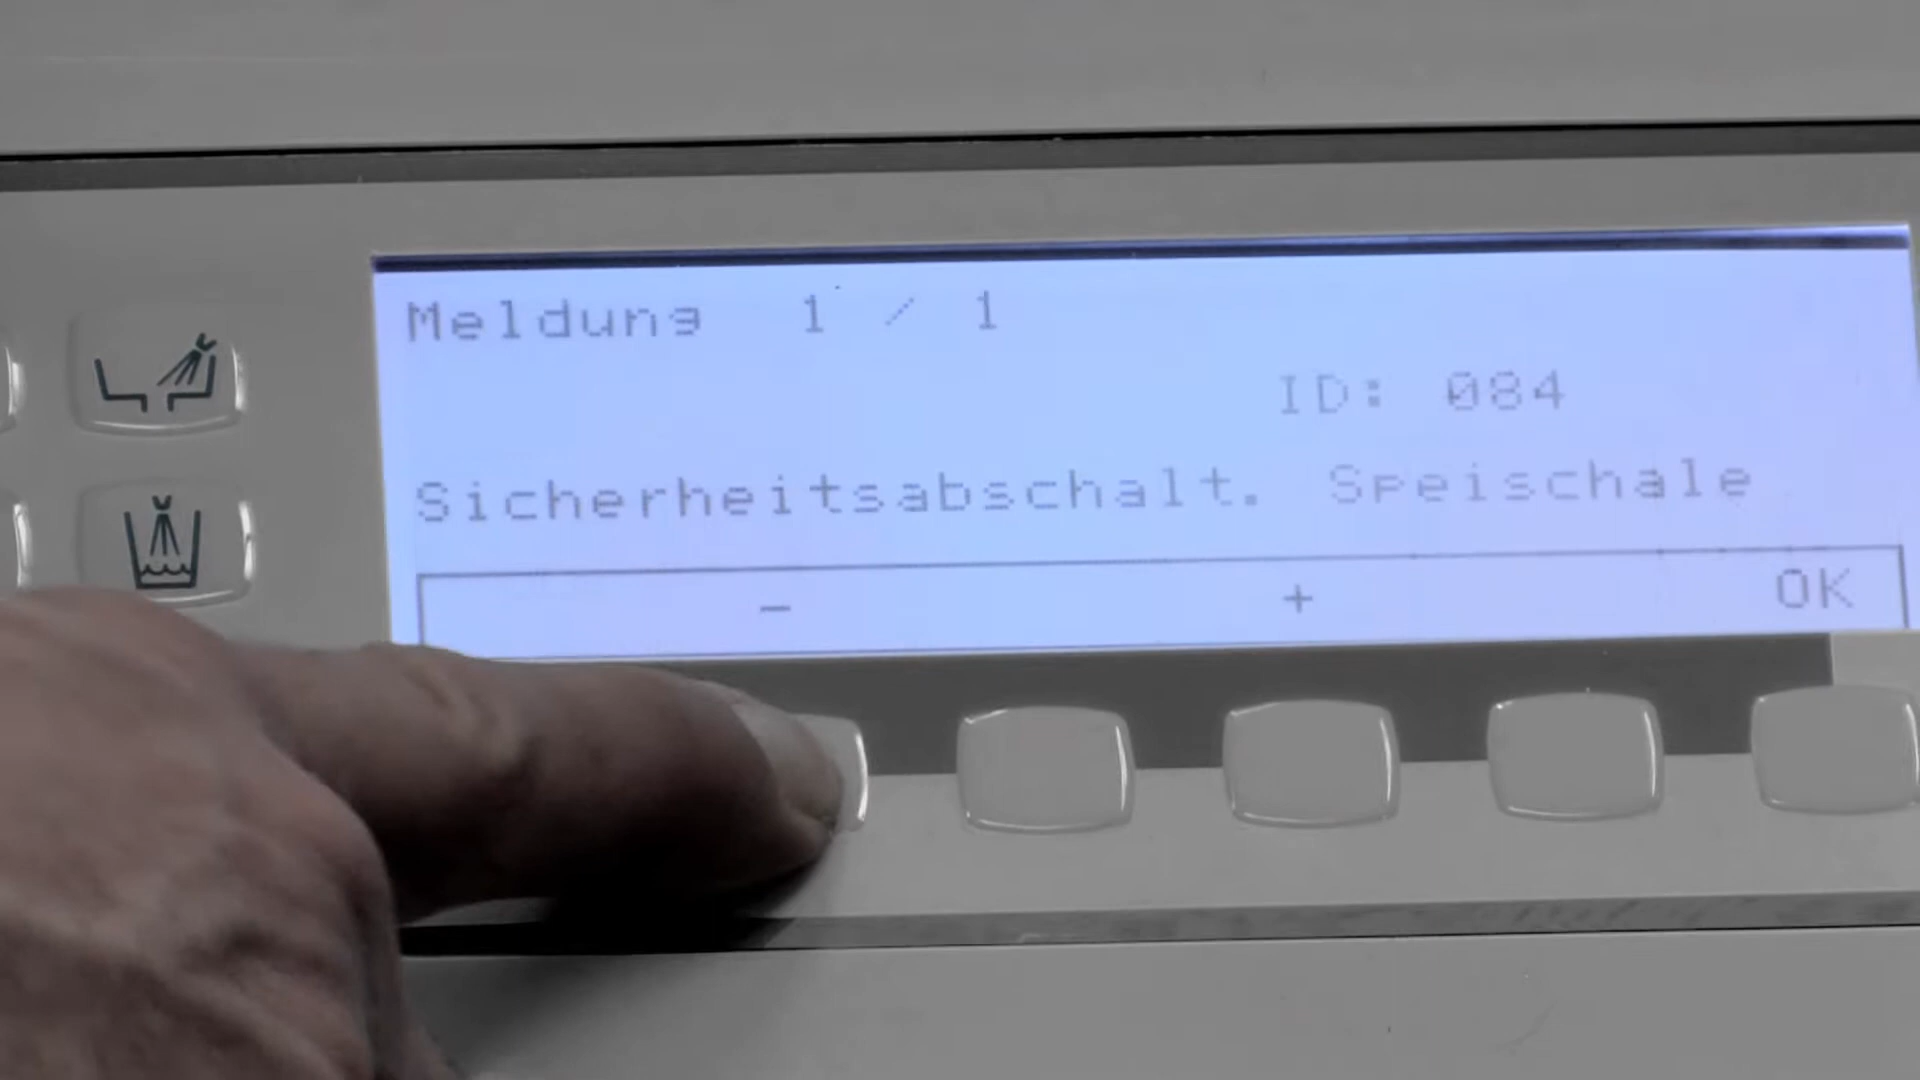 Meldung 1 / 1
ID: 084
Sicherheitsabschalt. Speischale
- + OK